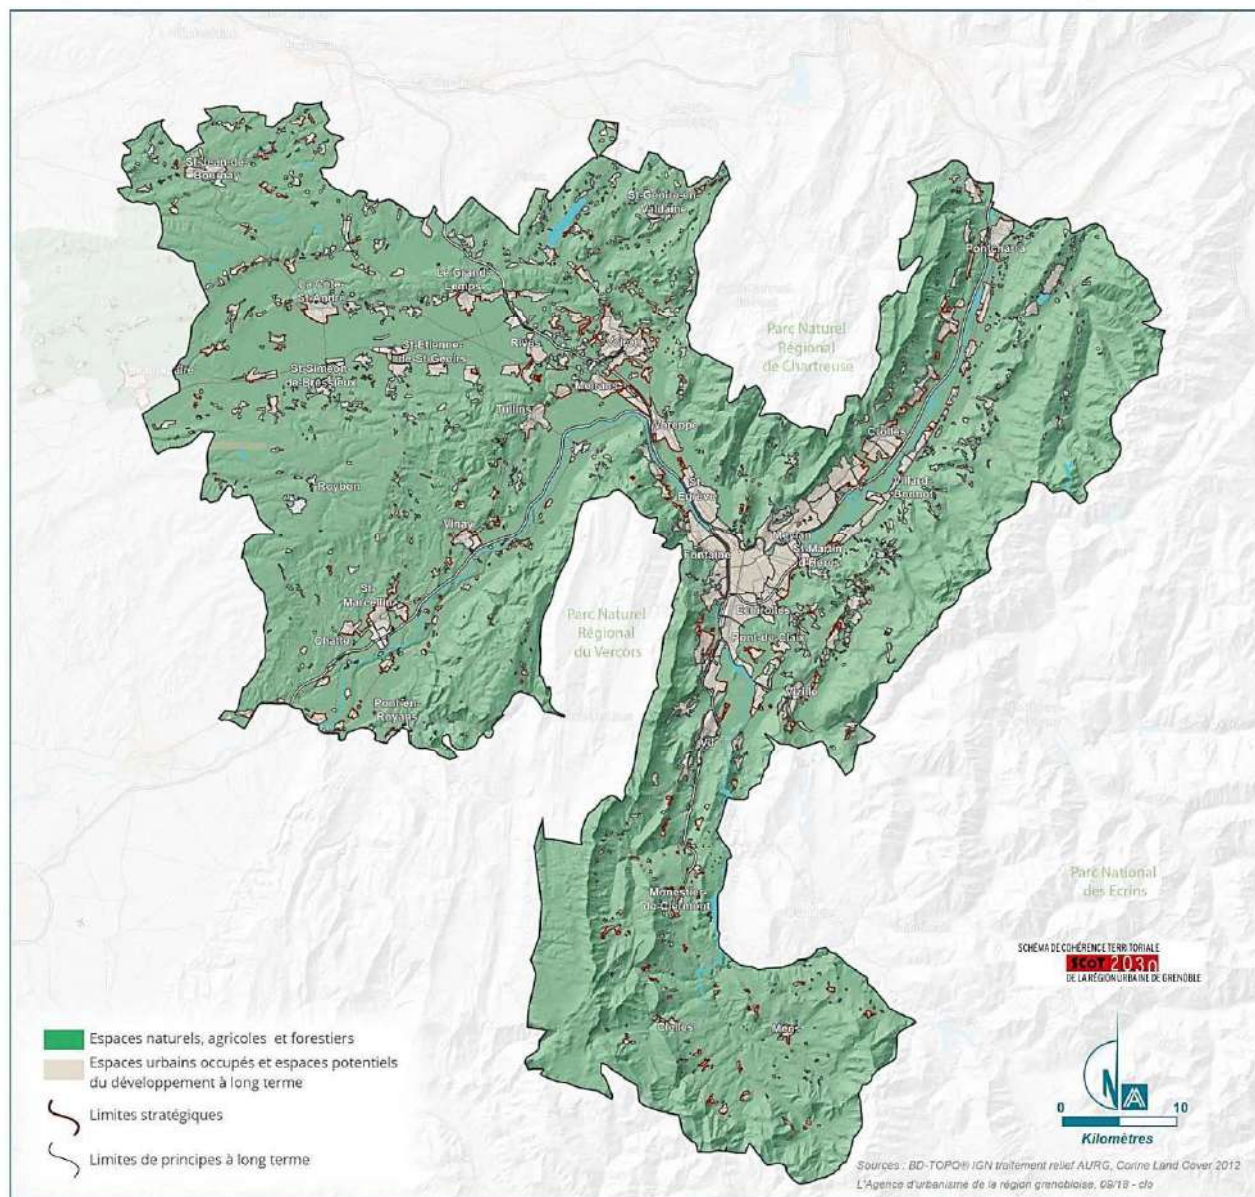 St-Jean-de-
Bournay
St-Geoire-en-
Valdaine
Pontcharra
Le Grand-
Lemps
La Côte-
St-André
Parc Naturel
Régional
de Chartreuse
Rives
Voiron
St-Etienne-
de-St-Geoirs
St-Siméon-
de-Bressieux
Moirans
Tullins
Voreppe
Crolles
Roybon
St-
Egrève
Villard-
Bonnot
Vinay
Meylan
Fontaine
St-Martin
d'Hères
St-
Marcellin
Echirolles
Parc Naturel
Régional
du Vercors
Chatte
Pont-de-Claix
Vizille
Pont-en-
Royans
Vif
Parc National
des Ecrins
Monestier-
de-Clermont
SCHÉMA DE COHÉRENCE TERRITORIALE
SCoT 2030
DE LA RÉGION URBAINE DE GRENOBLE
Clelles
Mens
Espaces naturels, agricoles et forestiers
Espaces urbains occupés et espaces potentiels
du développement à long terme
Limites stratégiques
Limites de principes à long terme
N
0 10
Kilomètres
Sources : BD-TOPO® IGN traitement relief AURG, Corine Land Cover 2012
L'Agence d'urbanisme de la région grenobloise, 09/18 - clo